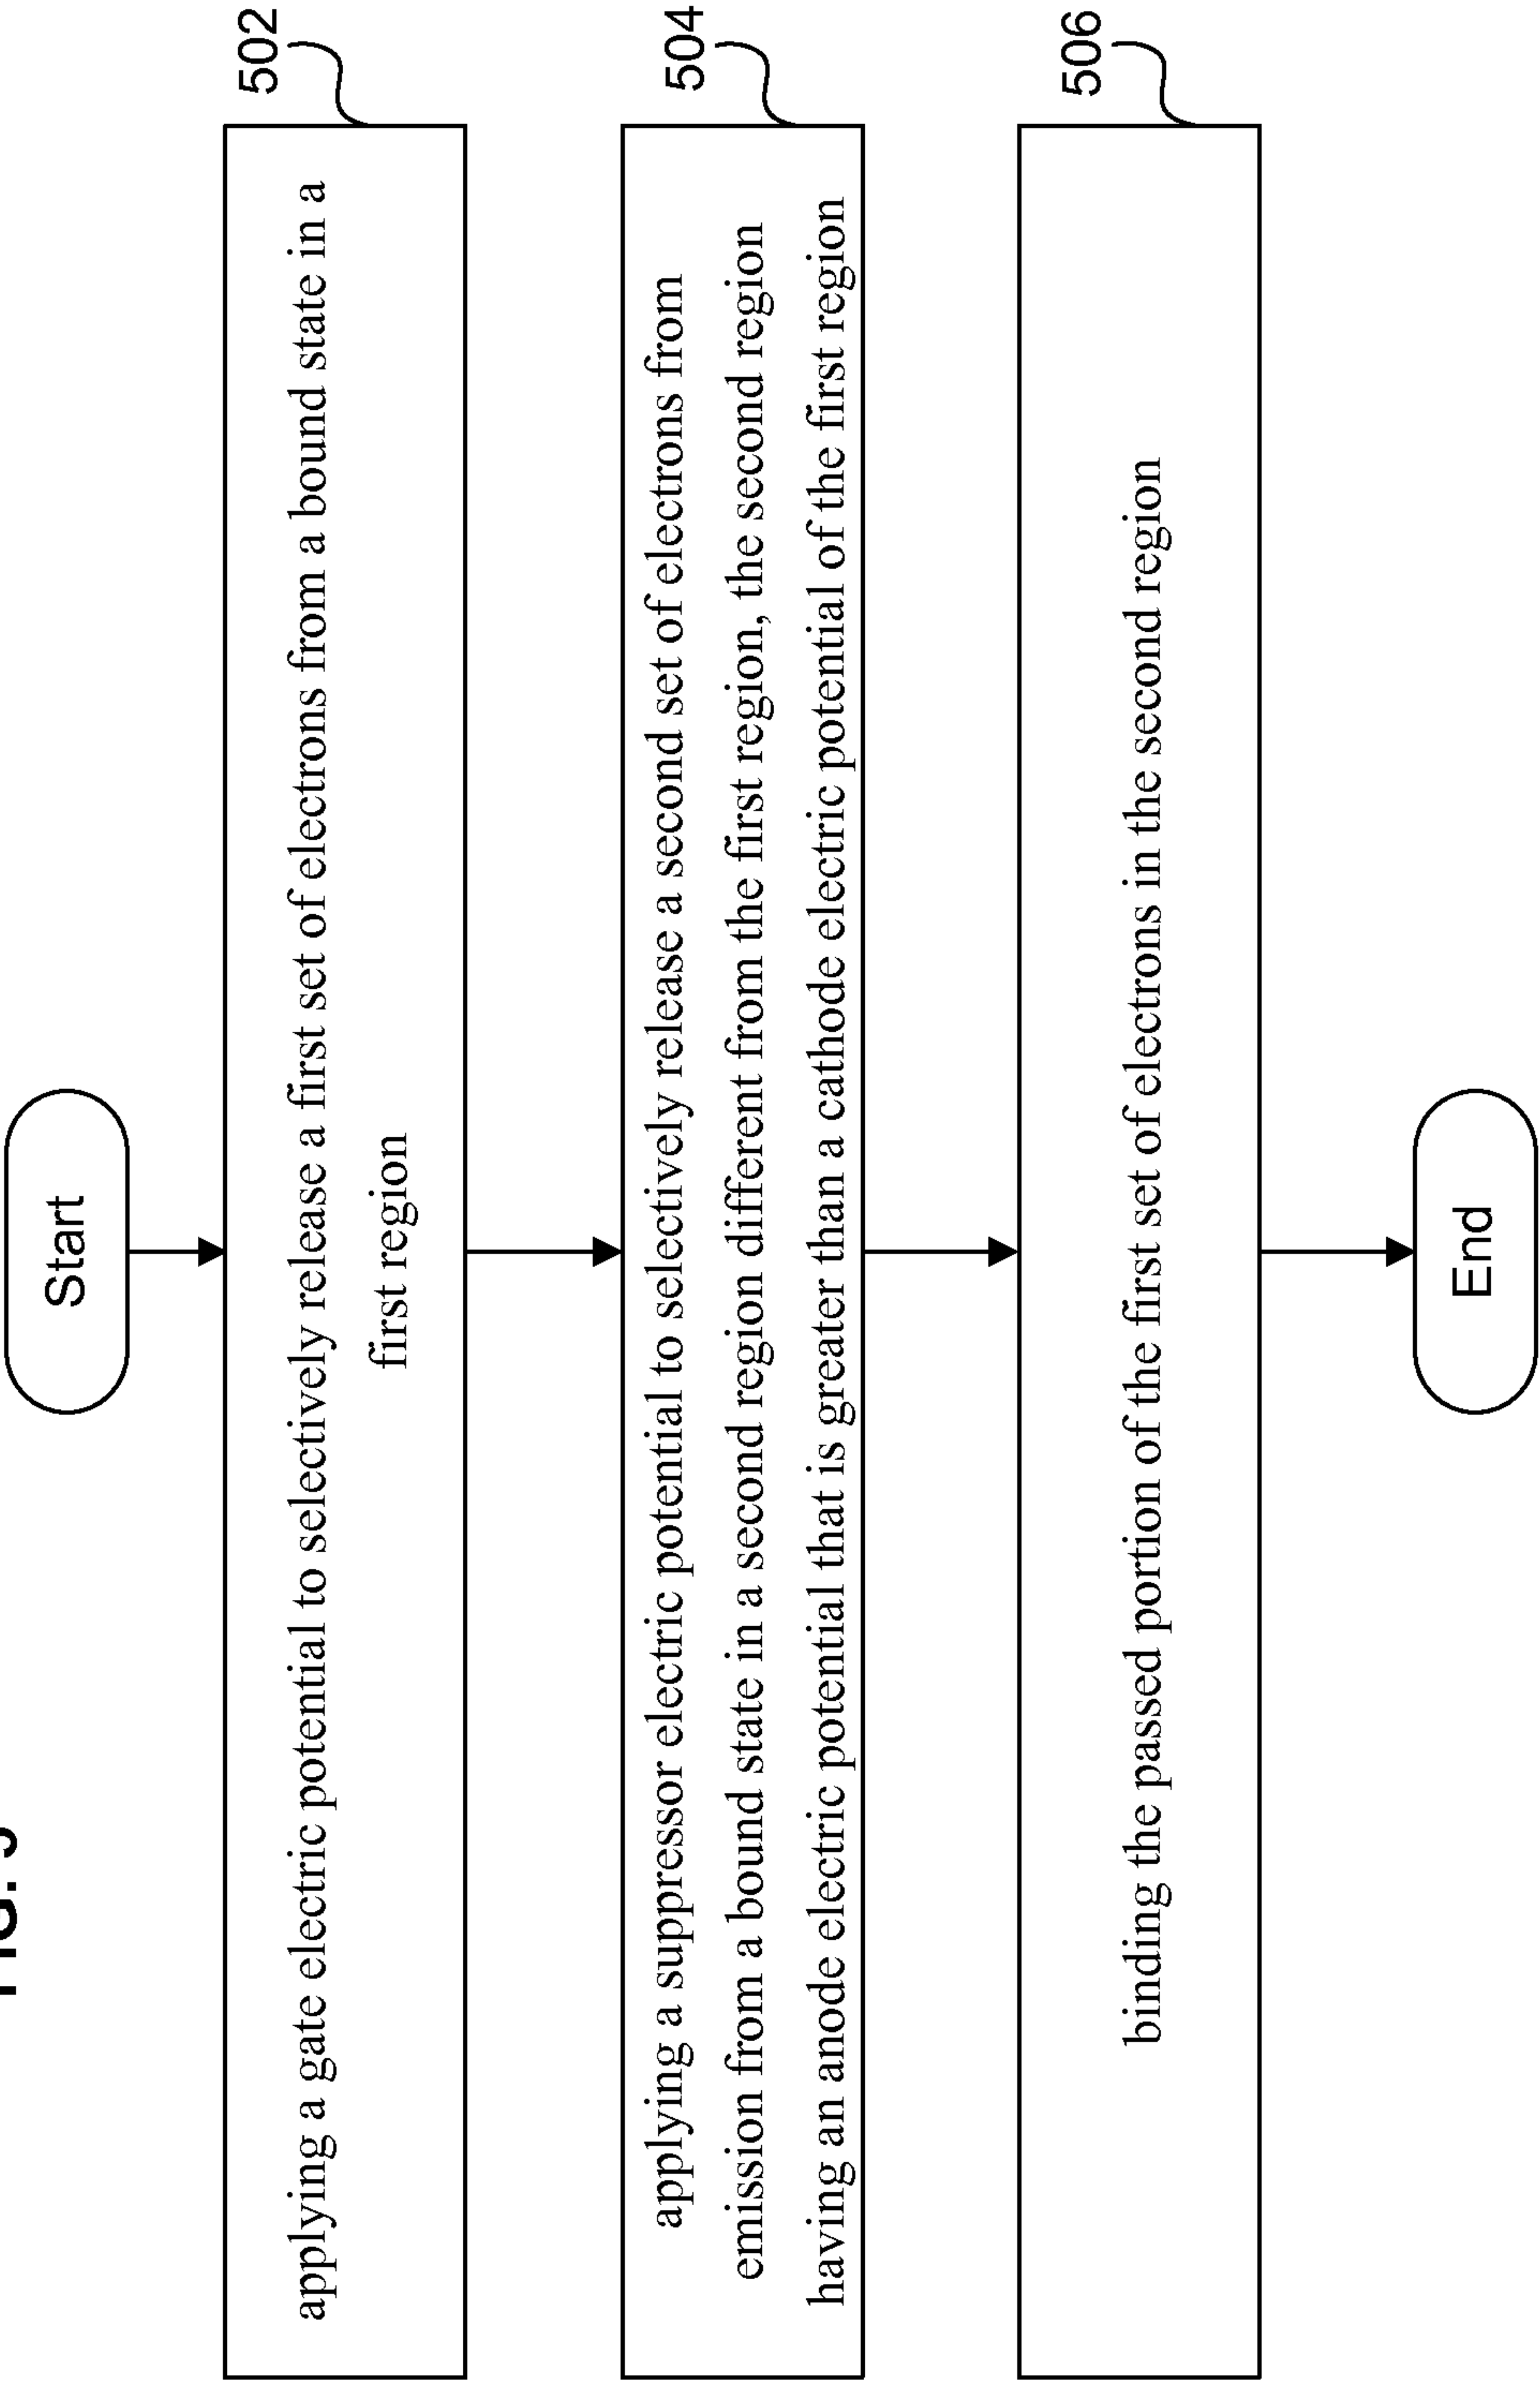 Start
applying a gate electric potential to selectively release a first set of electrons from a bound state in a
first region
502
applying a suppressor electric potential to selectively release a second set of electrons from
emission from a bound state in a second region different from the first region, the second region
having an anode electric potential that is greater than a cathode electric potential of the first region
504
binding the passed portion of the first set of electrons in the second region
506
End